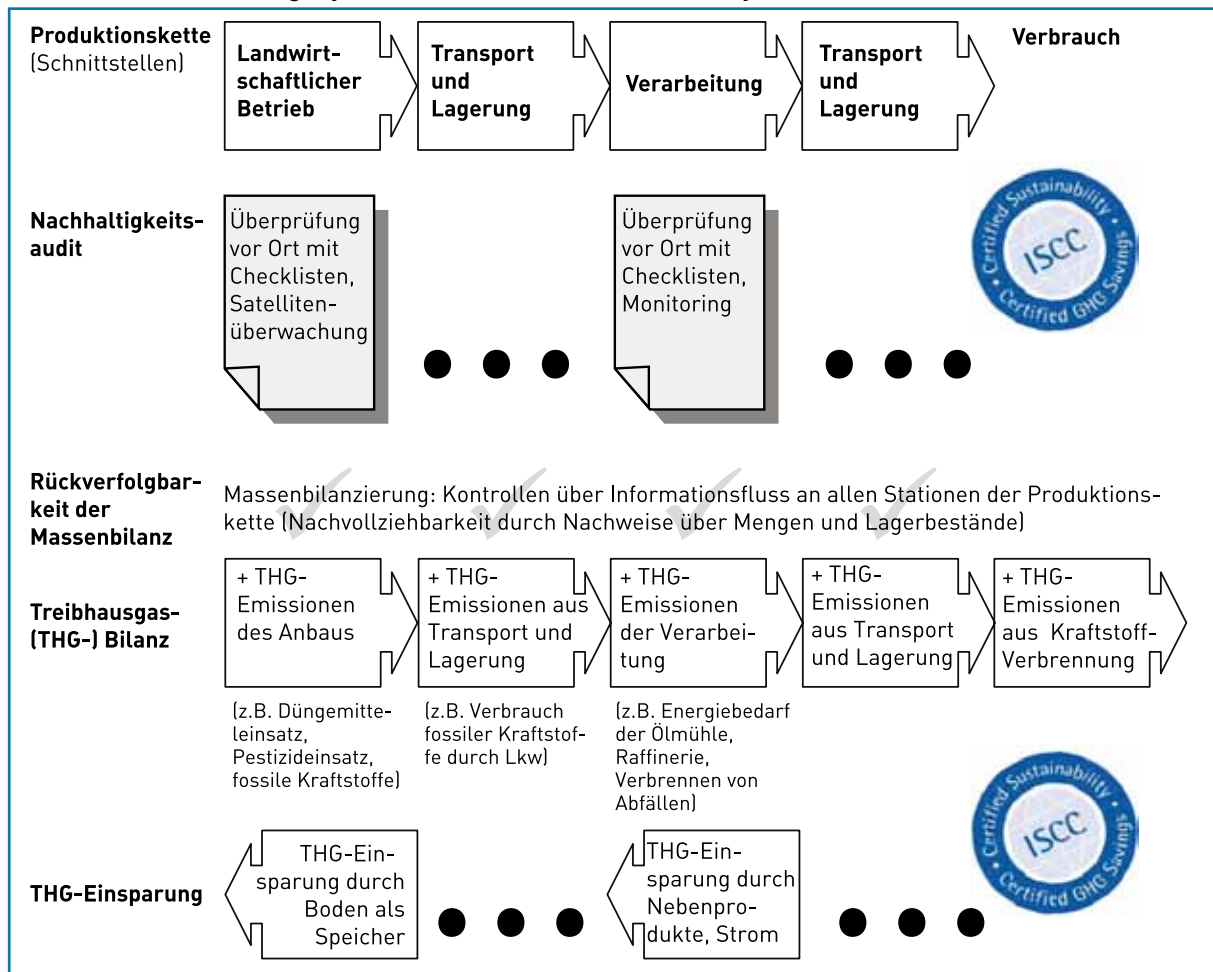 Produktionskette
(Schnittstellen)
Landwirt-
schaftlicher
Betrieb
Transport
und
Lagerung
Verarbeitung
Transport
und
Lagerung
Verbrauch
Nachhaltigkeits-
audit
Überprüfung
vor Ort mit
Checklisten,
Satelliten-
überwachung
Überprüfung
vor Ort mit
Checklisten,
Monitoring
Certified Sustainability
ISCC
Certified GHG Savings
Rückverfolgbar-
keit der
Massenbilanz
Massenbilanzierung: Kontrollen über Informationsfluss an allen Stationen der Produktions-
kette (Nachvollziehbarkeit durch Nachweise über Mengen und Lagerbestände)
Treibhausgas-
(THG-) Bilanz
+ THG-
Emissionen
des Anbaus
+ THG-
Emissionen aus
Transport und
Lagerung
+ THG-
Emissionen
der Verarbei-
tung
+ THG-
Emissionen
aus Transport
und Lagerung
+ THG-
Emissionen
aus Kraftstoff-
Verbrennung
(z.B. Düngemitte-
leinsatz,
Pestizideinsatz,
fossile Kraftstoffe)
(z.B. Verbrauch
fossiler Kraftstof-
fe durch Lkw)
(z.B. Energiebedarf
der Ölmühle,
Raffinerie,
Verbrennen von
Abfällen)
THG-Einsparung
THG-Ein-
sparung durch
Boden als
Speicher
THG-Ein-
sparung durch
Nebenpro-
dukte, Strom
Certified Sustainability
ISCC
Certified GHG Savings